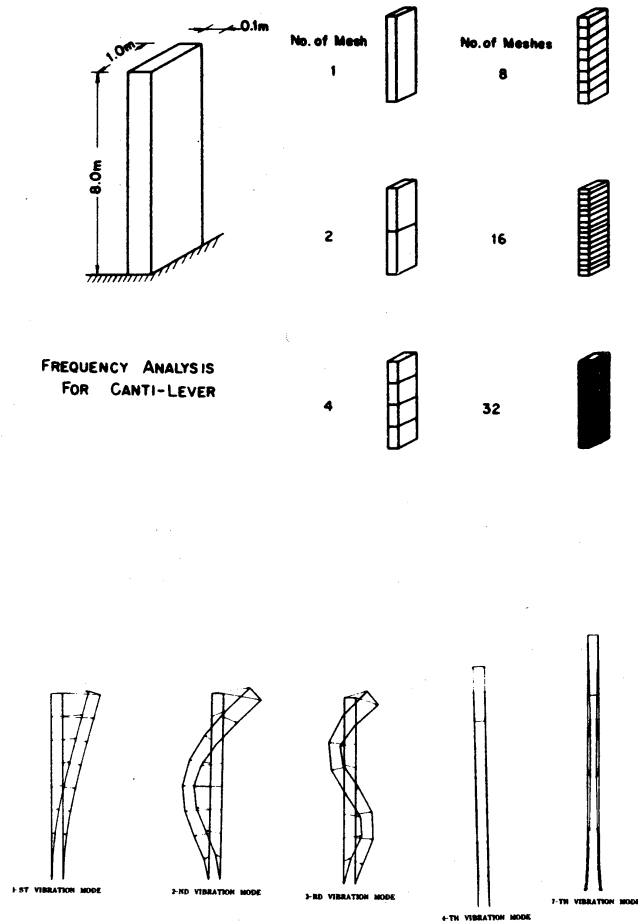 1.0m
0.1m
8.0m
No. of Mesh
No. of Meshes
1
8
2
16
4
32
FREQUENCY ANALYSIS
FOR CANTI-LEVER
1-ST VIBRATION MODE
2-ND VIBRATION MODE
3-RD VIBRATION MODE
4-TH VIBRATION MODE
7-TH VIBRATION MODE